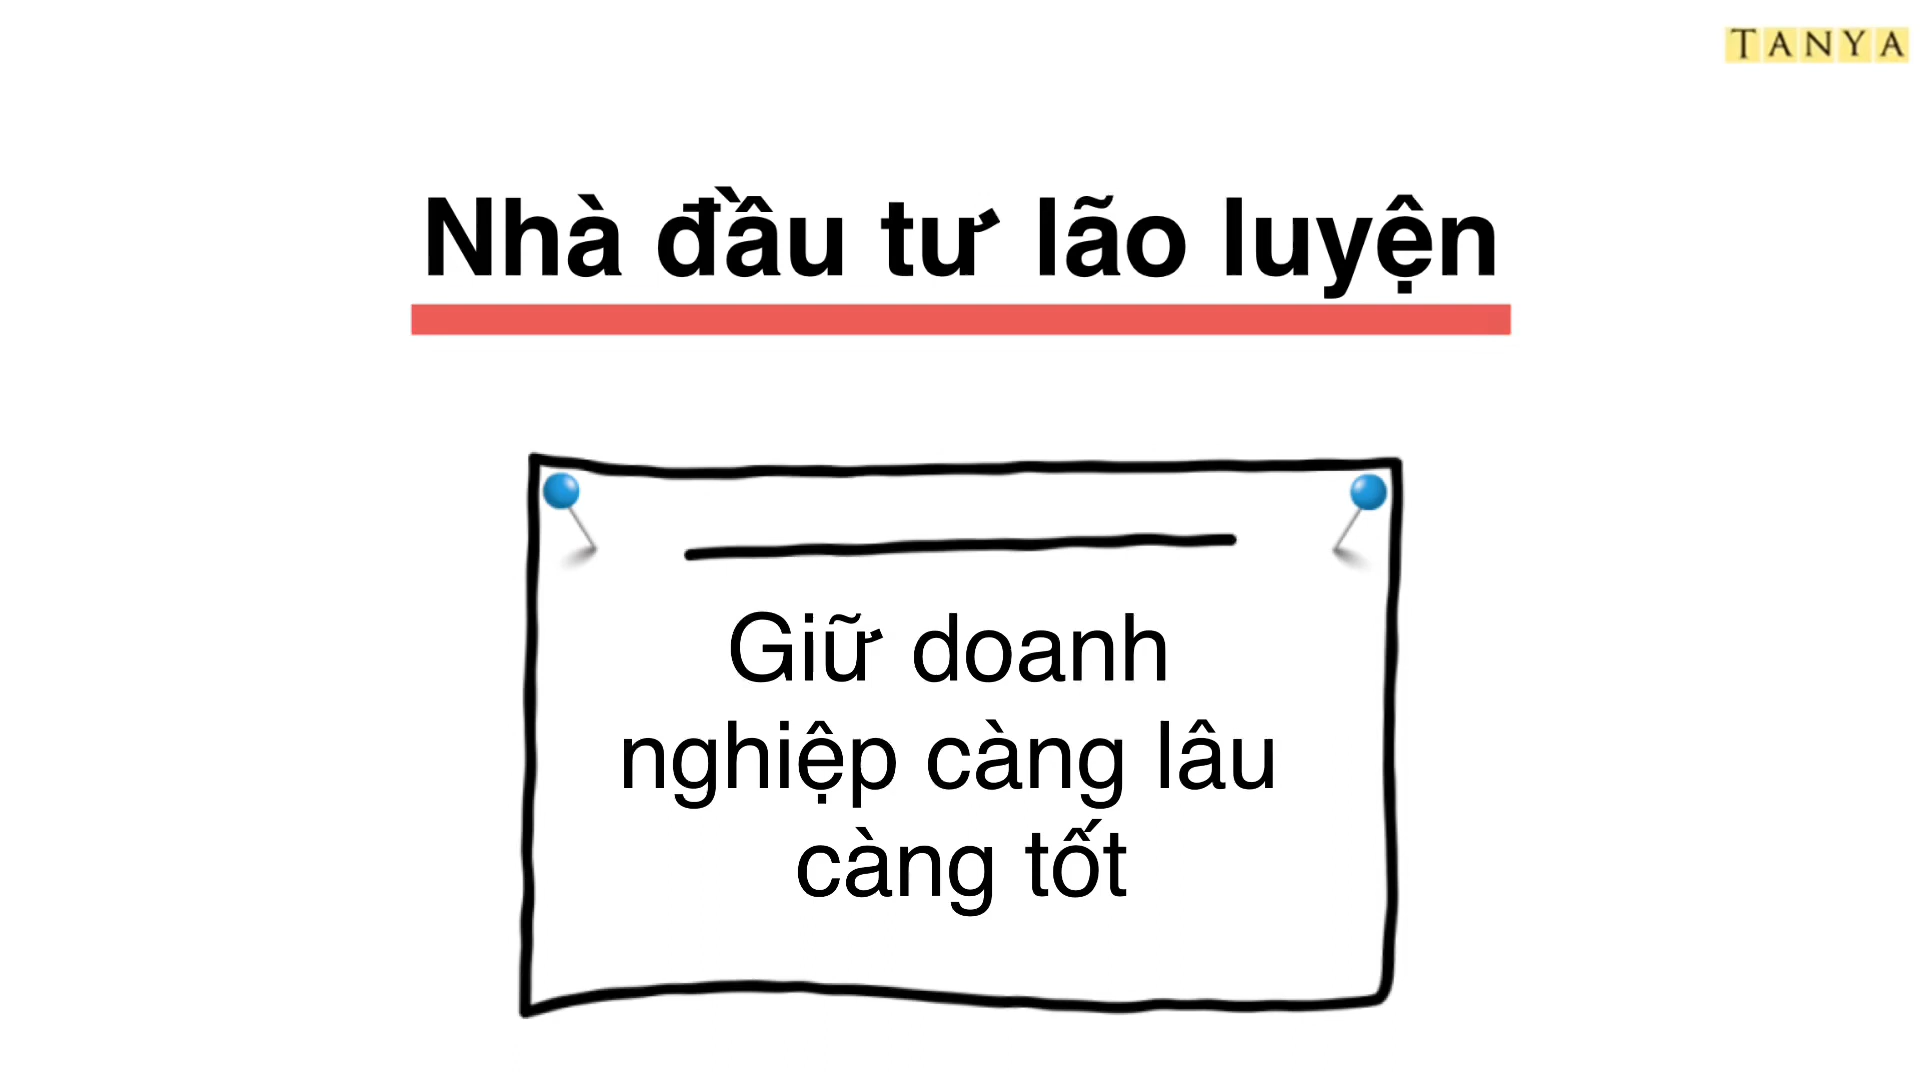 TANYA
Nhà đầu tư lão luyện
Giữ doanh
nghiệp càng lâu
càng tốt